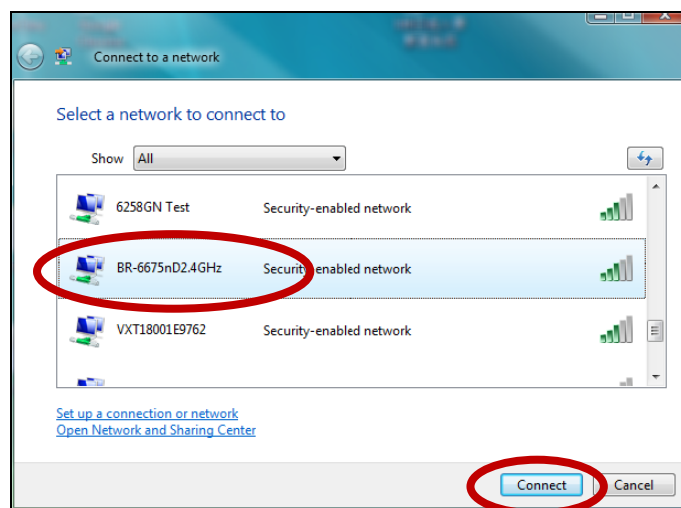 Connect to a network
Select a network to connect to
Show All
6258GN Test Security-enabled network
BR-6675nD2.4GHz Security-enabled network
VXT18001E9762 Security-enabled network
Set up a connection or network
Open Network and Sharing Center
Connect Cancel